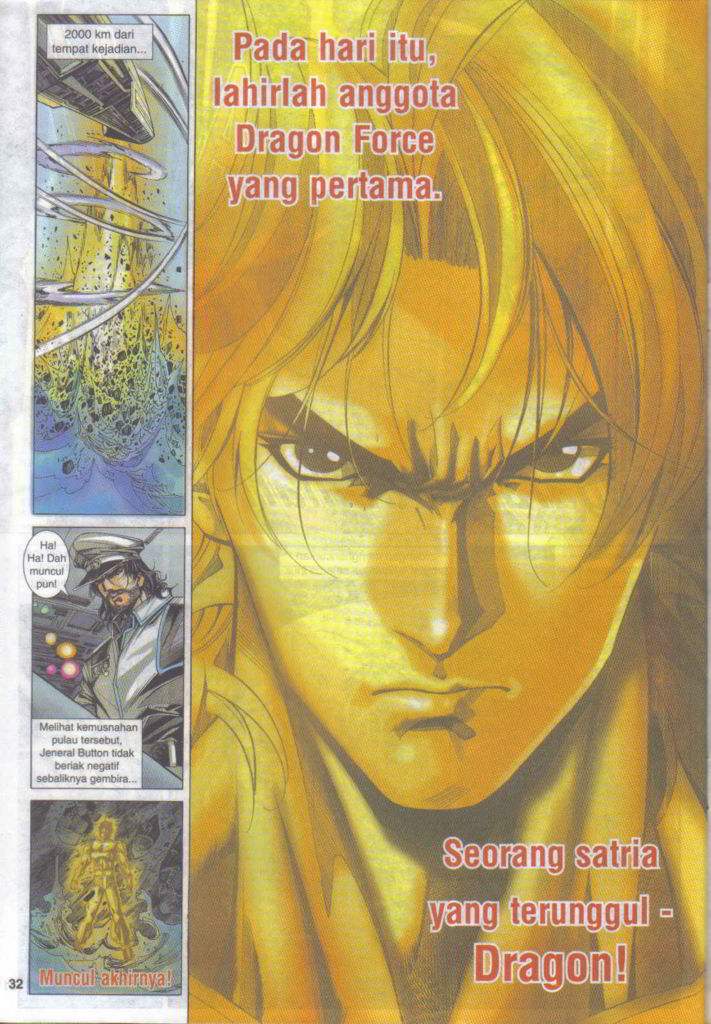 2000 km dari
tempat kejadian...
Pada hari itu,
lahirlah anggota
Dragon Force
yang pertama.
Ha!
Ha! Dah
muncul
pun!
Melihat kemusnahan
pulau tersebut,
Jeneral Button tidak
beriak negatif
sebaliknya gembira...
Muncul akhirnya!
Seorang satria
yang terunggul -
Dragon!
32